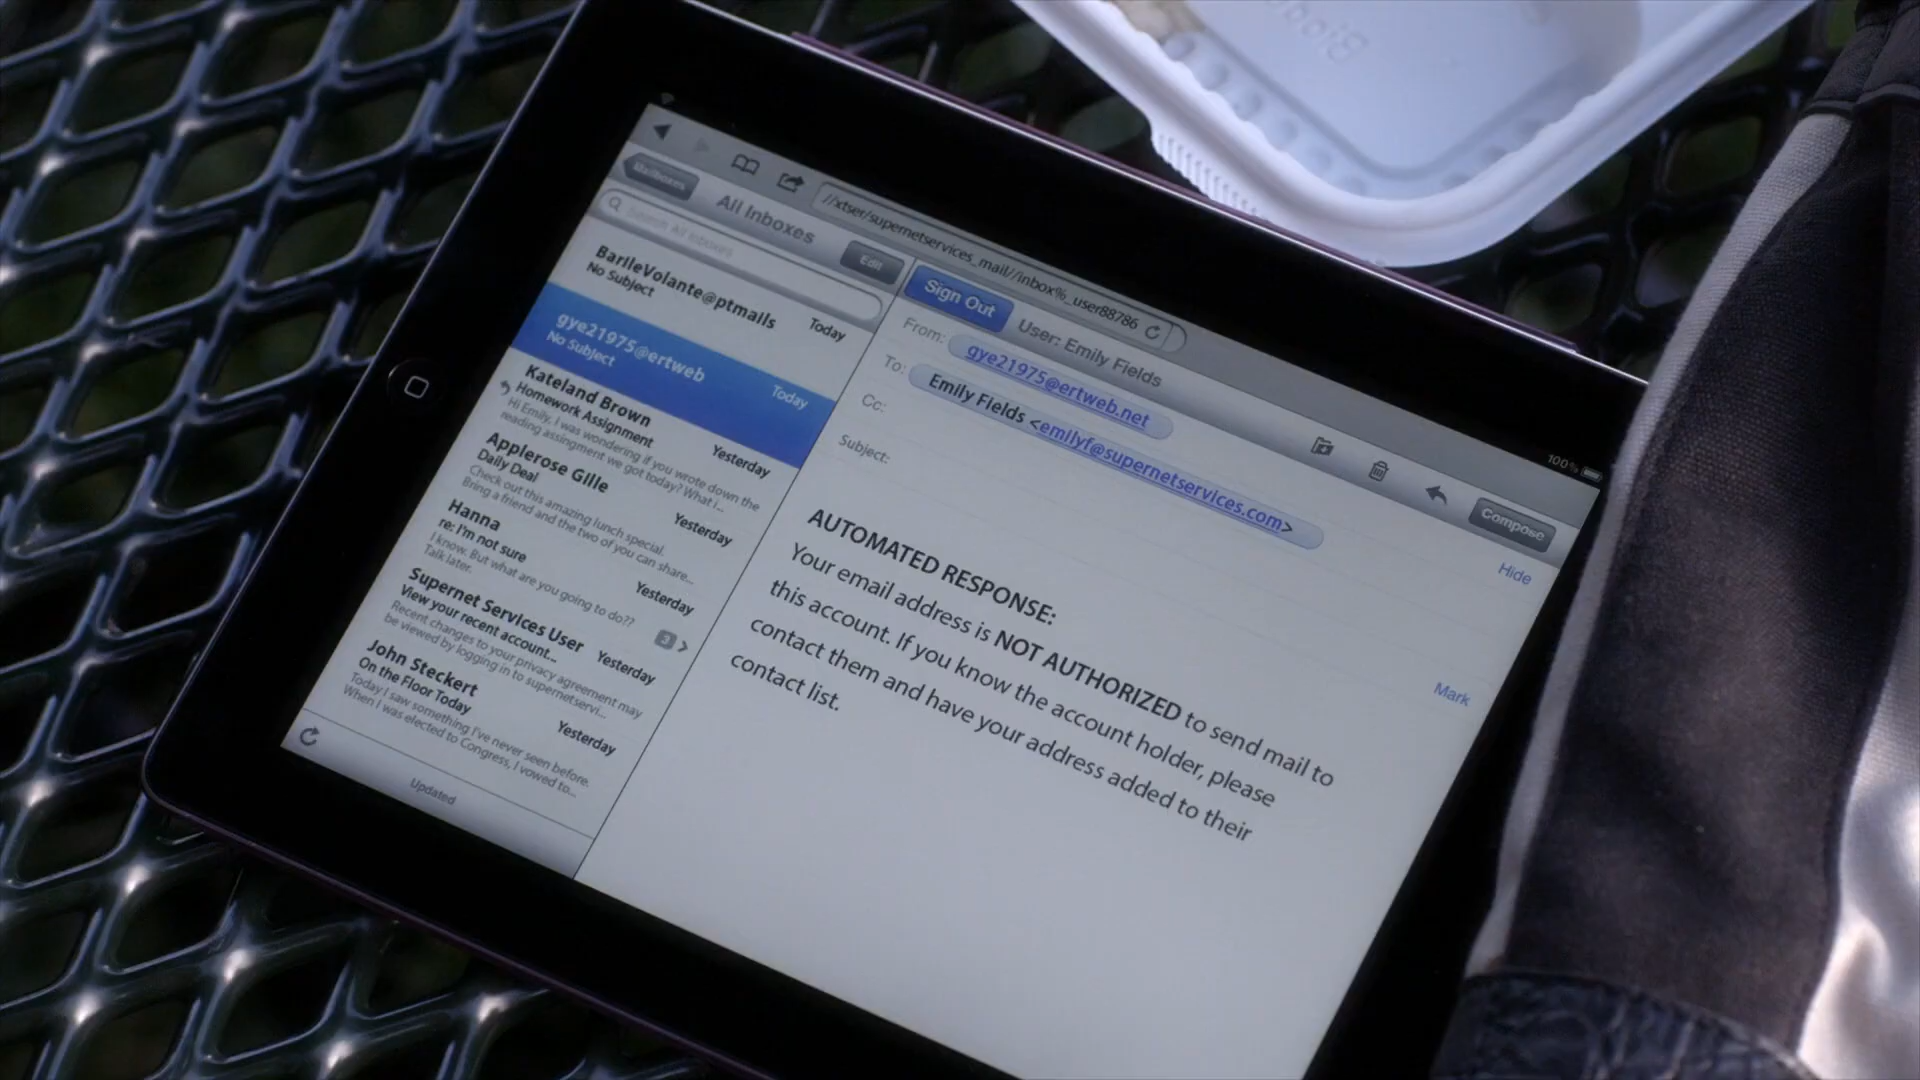 //xtser/supernetservices_mail//inbox%_user88786
100%
Mailboxes
All Inboxes
Edit
Search All Inboxes
BarileVolante@ptmails
No Subject
Today
gye21975@ertweb
No Subject
Today
Kateland Brown
Homework Assignment
Yesterday
Hi Emily, I was wondering if you wrote down the
reading assingment we got today? What i...
Applerose Gille
Daily Deal
Yesterday
Check out this amazing lunch special.
Bring a friend and the two of you can share...
Hanna
re: I'm not sure
Yesterday
I know. But what are you going to do??
Talk later.
3
Supernet Services User
View your recent account...
Yesterday
Recent changes to your privacy agreement may
be viewed by logging in to supernetservi...
John Steckert
On the Floor Today
Yesterday
Today I saw something I've never seen before.
When I was elected to Congress, I vowed to...
Updated
Sign Out
User: Emily Fields
Compose
From: gye21975@ertweb.net
Hide
To: Emily Fields <emilyf@supernetservices.com>
Cc:
Subject:
Mark
AUTOMATED RESPONSE:
Your email address is NOT AUTHORIZED to send mail to
this account. If you know the account holder, please
contact them and have your address added to their
contact list.